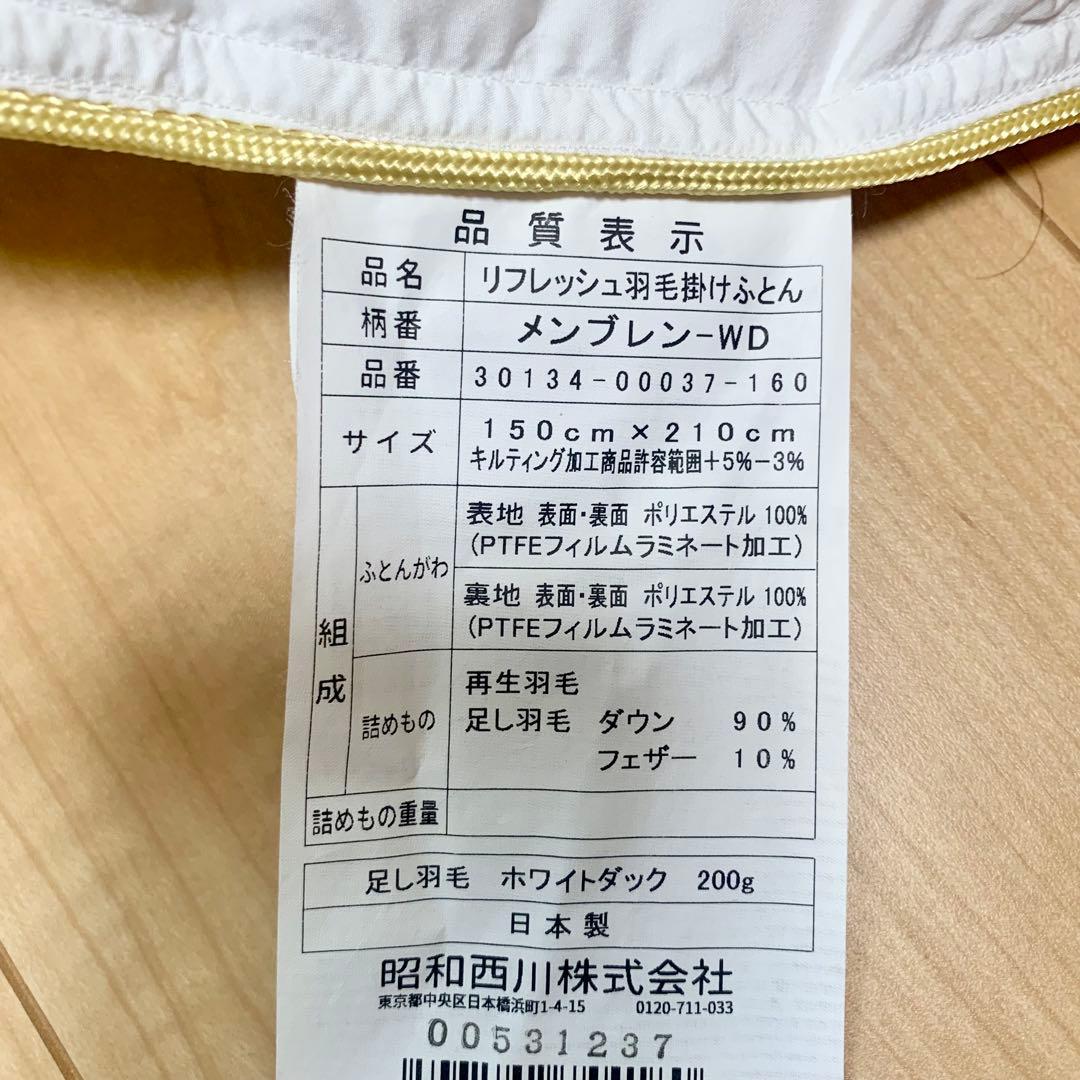 品質表示
品名 リフレッシュ羽毛掛けふとん
柄番 メンブレン-WD
品番 30134-00037-160
サイズ 150cm×210cm
キルティング加工商品許容範囲+5%-3%
組成 ふとんがわ 表地 表面・裏面 ポリエステル 100%
(PTFEフィルムラミネート加工)
裏地 表面・裏面 ポリエステル 100%
(PTFEフィルムラミネート加工)
詰めもの 再生羽毛
足し羽毛 ダウン 90%
フェザー 10%
詰めもの重量
足し羽毛 ホワイトダック 200g
日本製
昭和西川株式会社
東京都中央区日本橋浜町1-4-15 0120-711-033
00531237